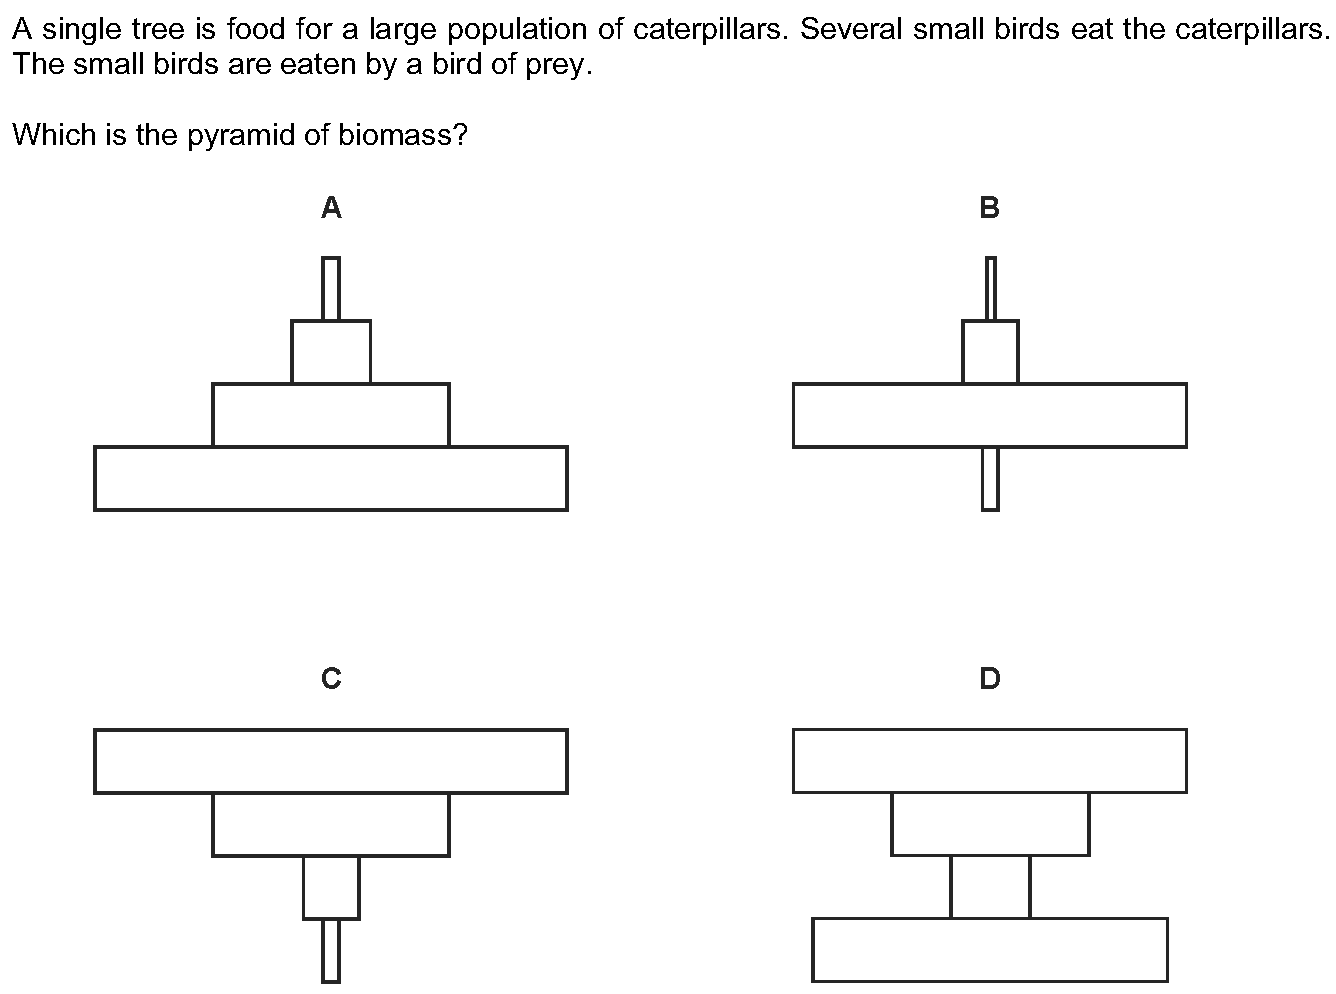 A single tree is food for a large population of caterpillars. Several small birds eat the caterpillars.
The small birds are eaten by a bird of prey.
Which is the pyramid of biomass?
A
B
C
D